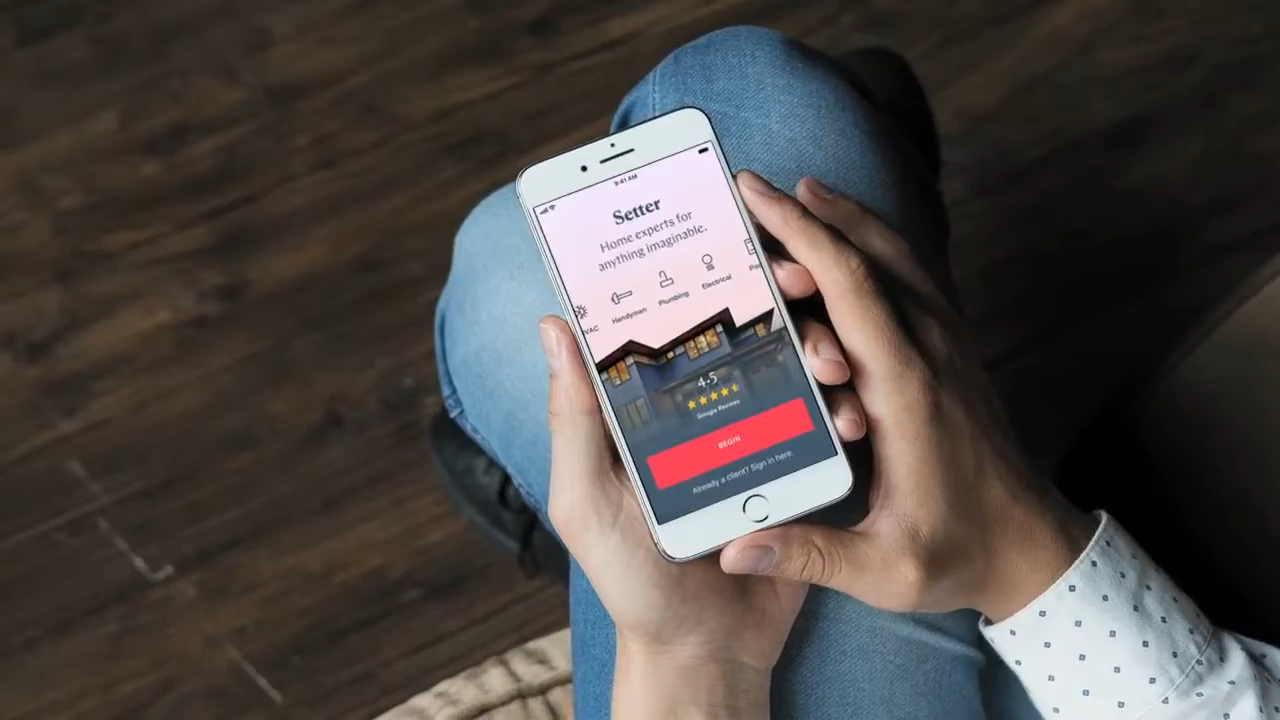 9:41 AM
Setter
Home experts for
anything imaginable.
VAC Handyman Plumbing Electrical
4.5
Google Reviews
BEGIN
Already a client? Sign in here.